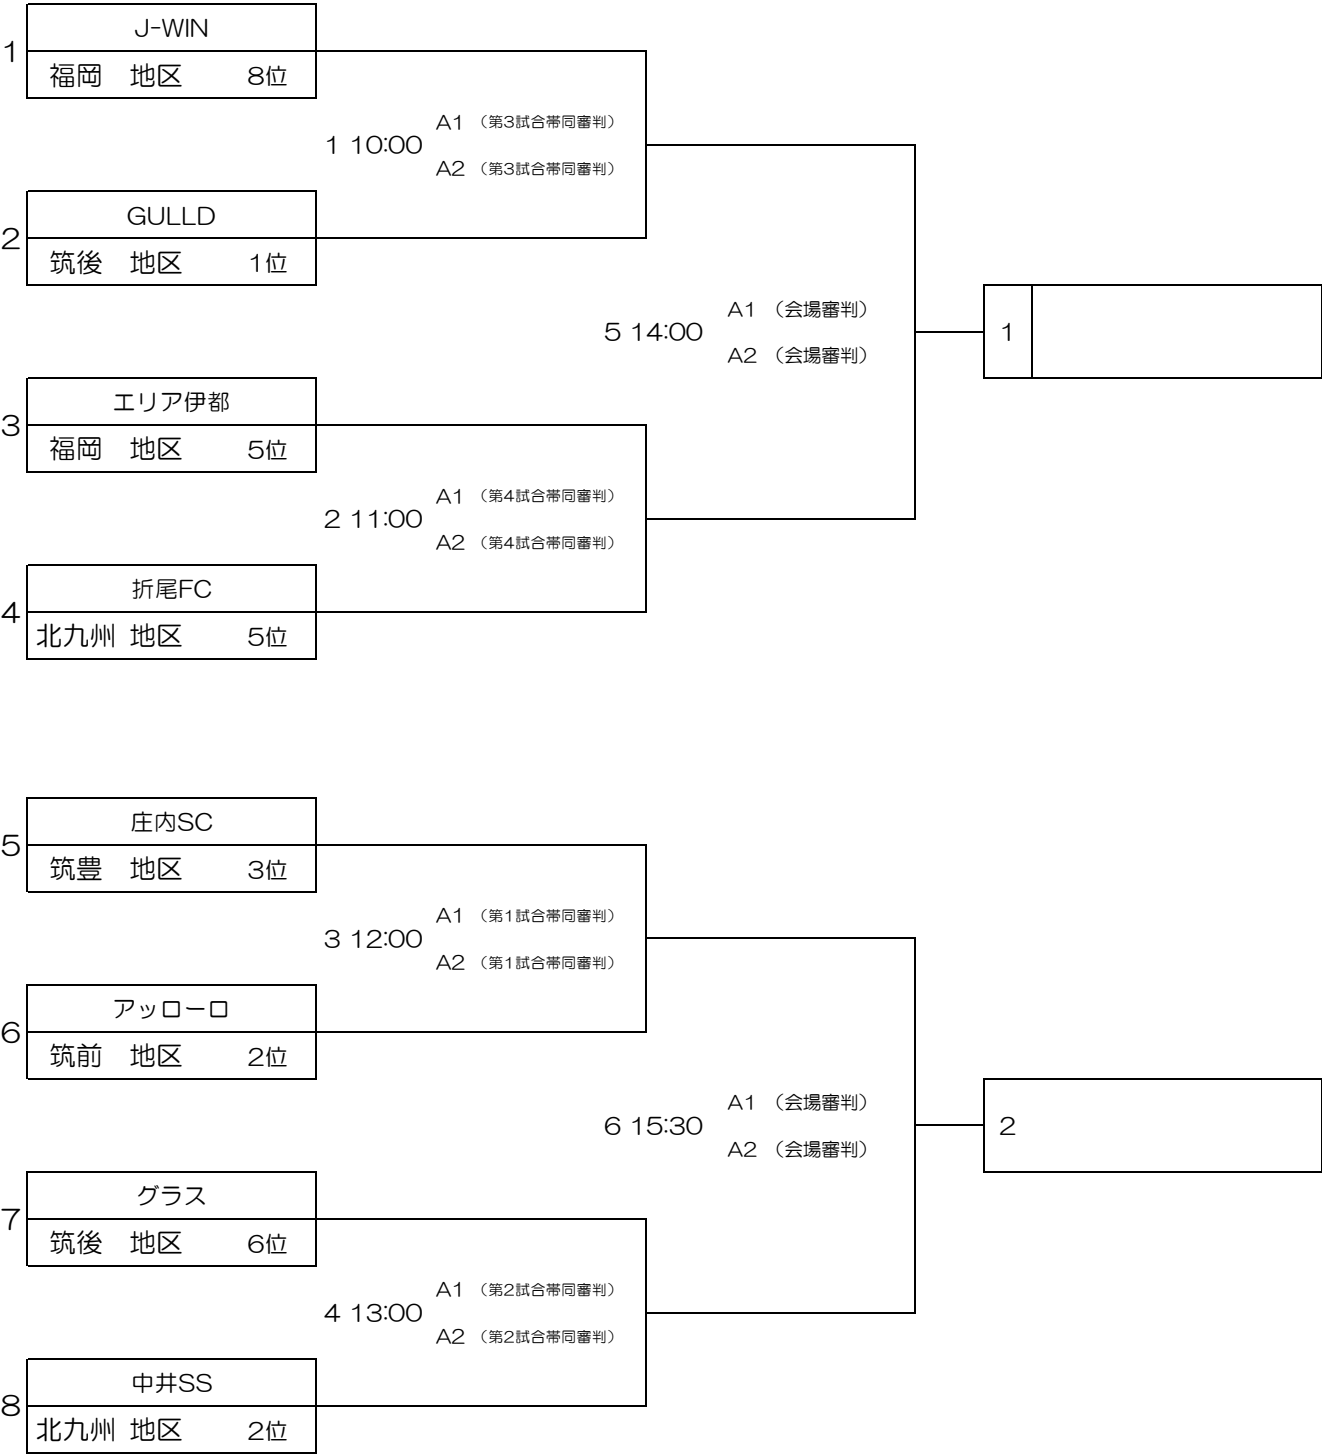 J-WIN
1
福岡 地区 8位
A1 （第3試合帯同審判）
1 10:00
A2 （第3試合帯同審判）
GULLD
2
筑後 地区 1位
A1 （会場審判）
5 14:00
A2 （会場審判）
1
エリア伊都
3
福岡 地区 5位
A1 （第4試合帯同審判）
2 11:00
A2 （第4試合帯同審判）
折尾FC
4
北九州 地区 5位
庄内SC
5
筑豊 地区 3位
A1 （第1試合帯同審判）
3 12:00
A2 （第1試合帯同審判）
アッローロ
6
筑前 地区 2位
A1 （会場審判）
6 15:30
A2 （会場審判）
2
グラス
7
筑後 地区 6位
A1 （第2試合帯同審判）
4 13:00
A2 （第2試合帯同審判）
中井SS
8
北九州 地区 2位